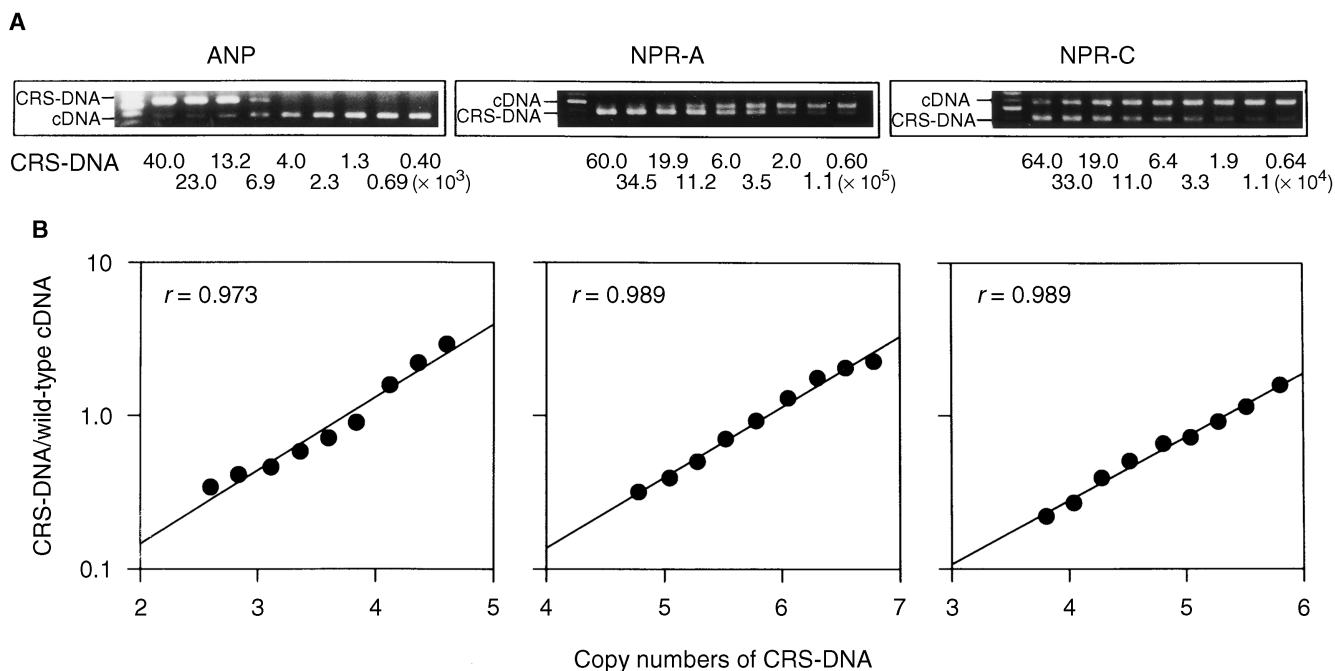 A
ANP
NPR-A
NPR-C
CRS-DNA
cDNA
cDNA
CRS-DNA
cDNA
CRS-DNA
CRS-DNA 40.0 13.2 4.0 1.3 0.40
23.0 6.9 2.3 0.69 (× 10³)
60.0 19.9 6.0 2.0 0.60
34.5 11.2 3.5 1.1 (× 10⁵)
64.0 19.0 6.4 1.9 0.64
33.0 11.0 3.3 1.1 (× 10⁴)
B
CRS-DNA/wild-type cDNA
10
1.0
0.1
r = 0.973
r = 0.989
r = 0.989
2 3 4 5
4 5 6 7
3 4 5 6
Copy numbers of CRS-DNA